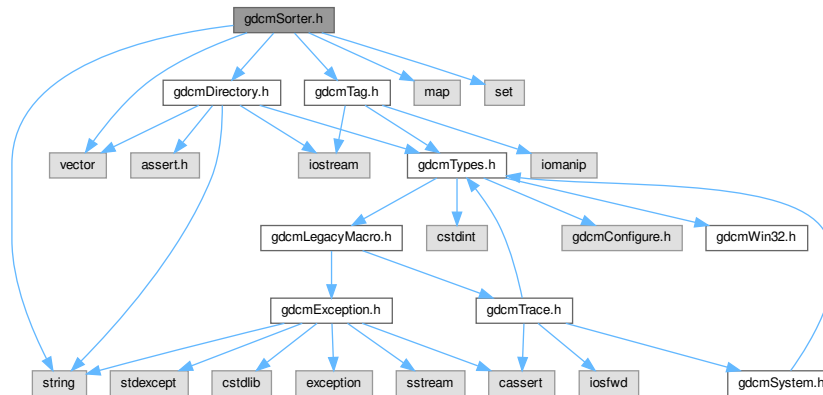 gdcmSorter.h
gdcmDirectory.h
gdcmTag.h
map
set
vector
assert.h
iostream
gdcmTypes.h
iomanip
gdcmLegacyMacro.h
cstdint
gdcmConfigure.h
gdcmWin32.h
gdcmException.h
gdcmTrace.h
string
stdexcept
cstdlib
exception
sstream
cassert
iosfwd
gdcmSystem.h